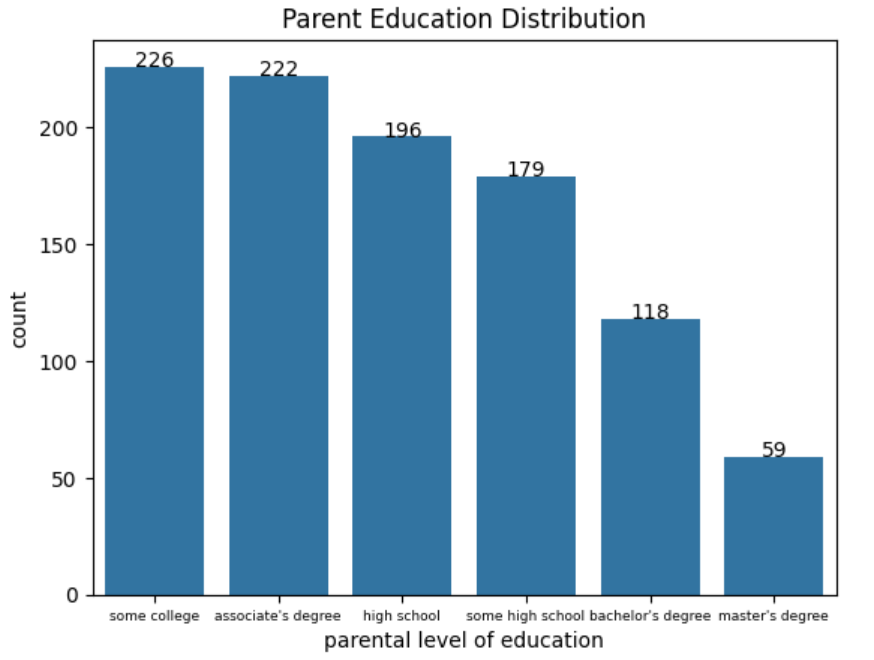 Parent Education Distribution
226
222
196
179
118
59
200
150
100
50
0
count
some college associate's degree high school some high school bachelor's degree master's degree
parental level of education